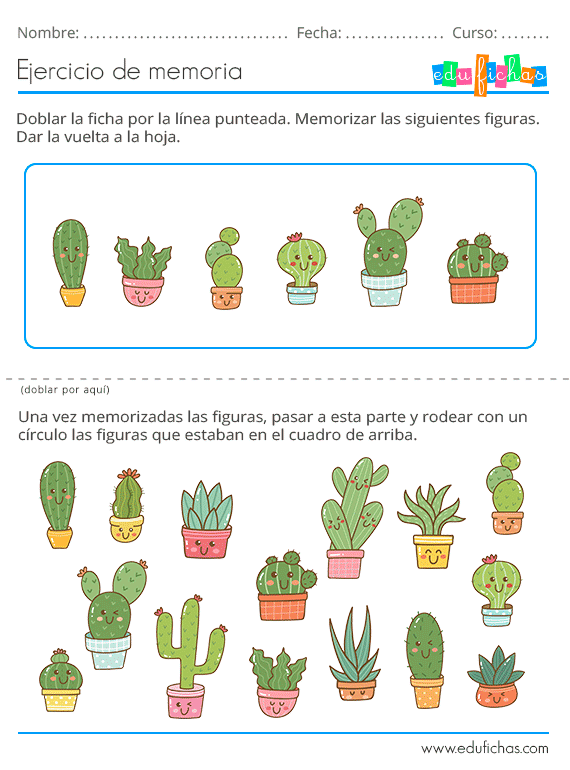 Nombre: ................................ Fecha: ................ Curso: ........
Ejercicio de memoria
edufichas
Doblar la ficha por la línea punteada. Memorizar las siguientes figuras.
Dar la vuelta a la hoja.
(doblar por aquí)
Una vez memorizadas las figuras, pasar a esta parte y rodear con un
círculo las figuras que estaban en el cuadro de arriba.
www.edufichas.com